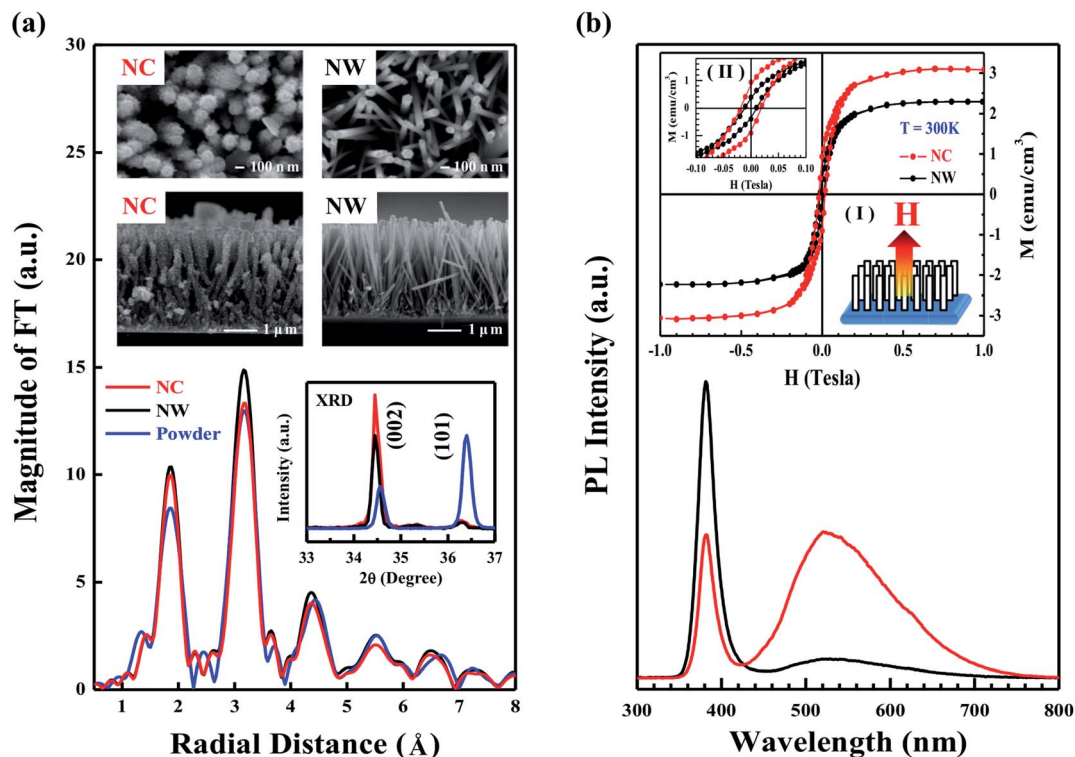 (a)
30
25
20
15
10
5
0
Magnitude of FT (a.u.)
NC
100 nm
NW
100 nm
NC
1 μm
NW
1 μm
NC
NW
Powder
XRD
(002)
(101)
Intensity (a.u.)
33 34 35 36 37
2θ (Degree)
1 2 3 4 5 6 7 8
Radial Distance (Å)
(b)
PL Intensity (a.u.)
(II)
M (emu/cm³)
1
0
-1
-0.10 -0.05 0.00 0.05 0.10
H (Tesla)
T = 300K
NC
NW
(I)
H
3
2
1
0
-1
-2
-3
M (emu/cm³)
-1.0 -0.5 0.0 0.5 1.0
H (Tesla)
300 400 500 600 700 800
Wavelength (nm)